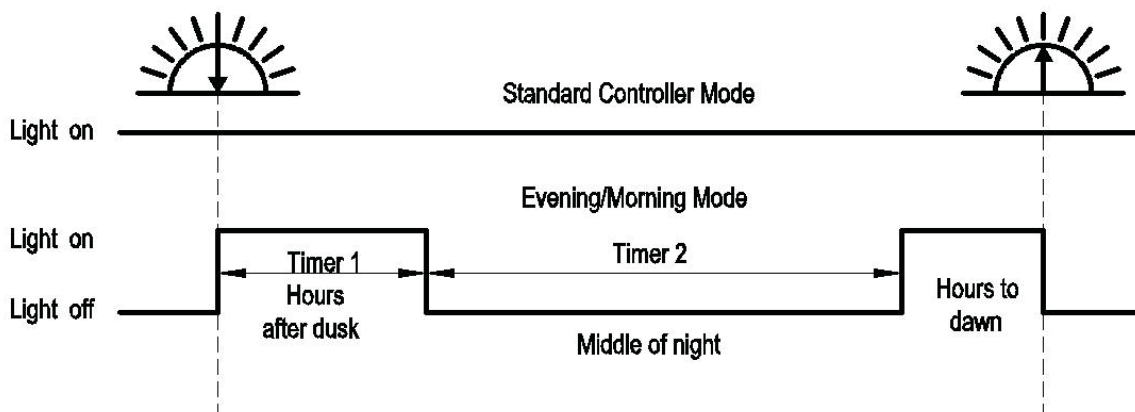 Standard Controller Mode
Light on
Evening/Morning Mode
Light on
Timer 1
Timer 2
Hours
after dusk
Hours to
dawn
Light off
Middle of night